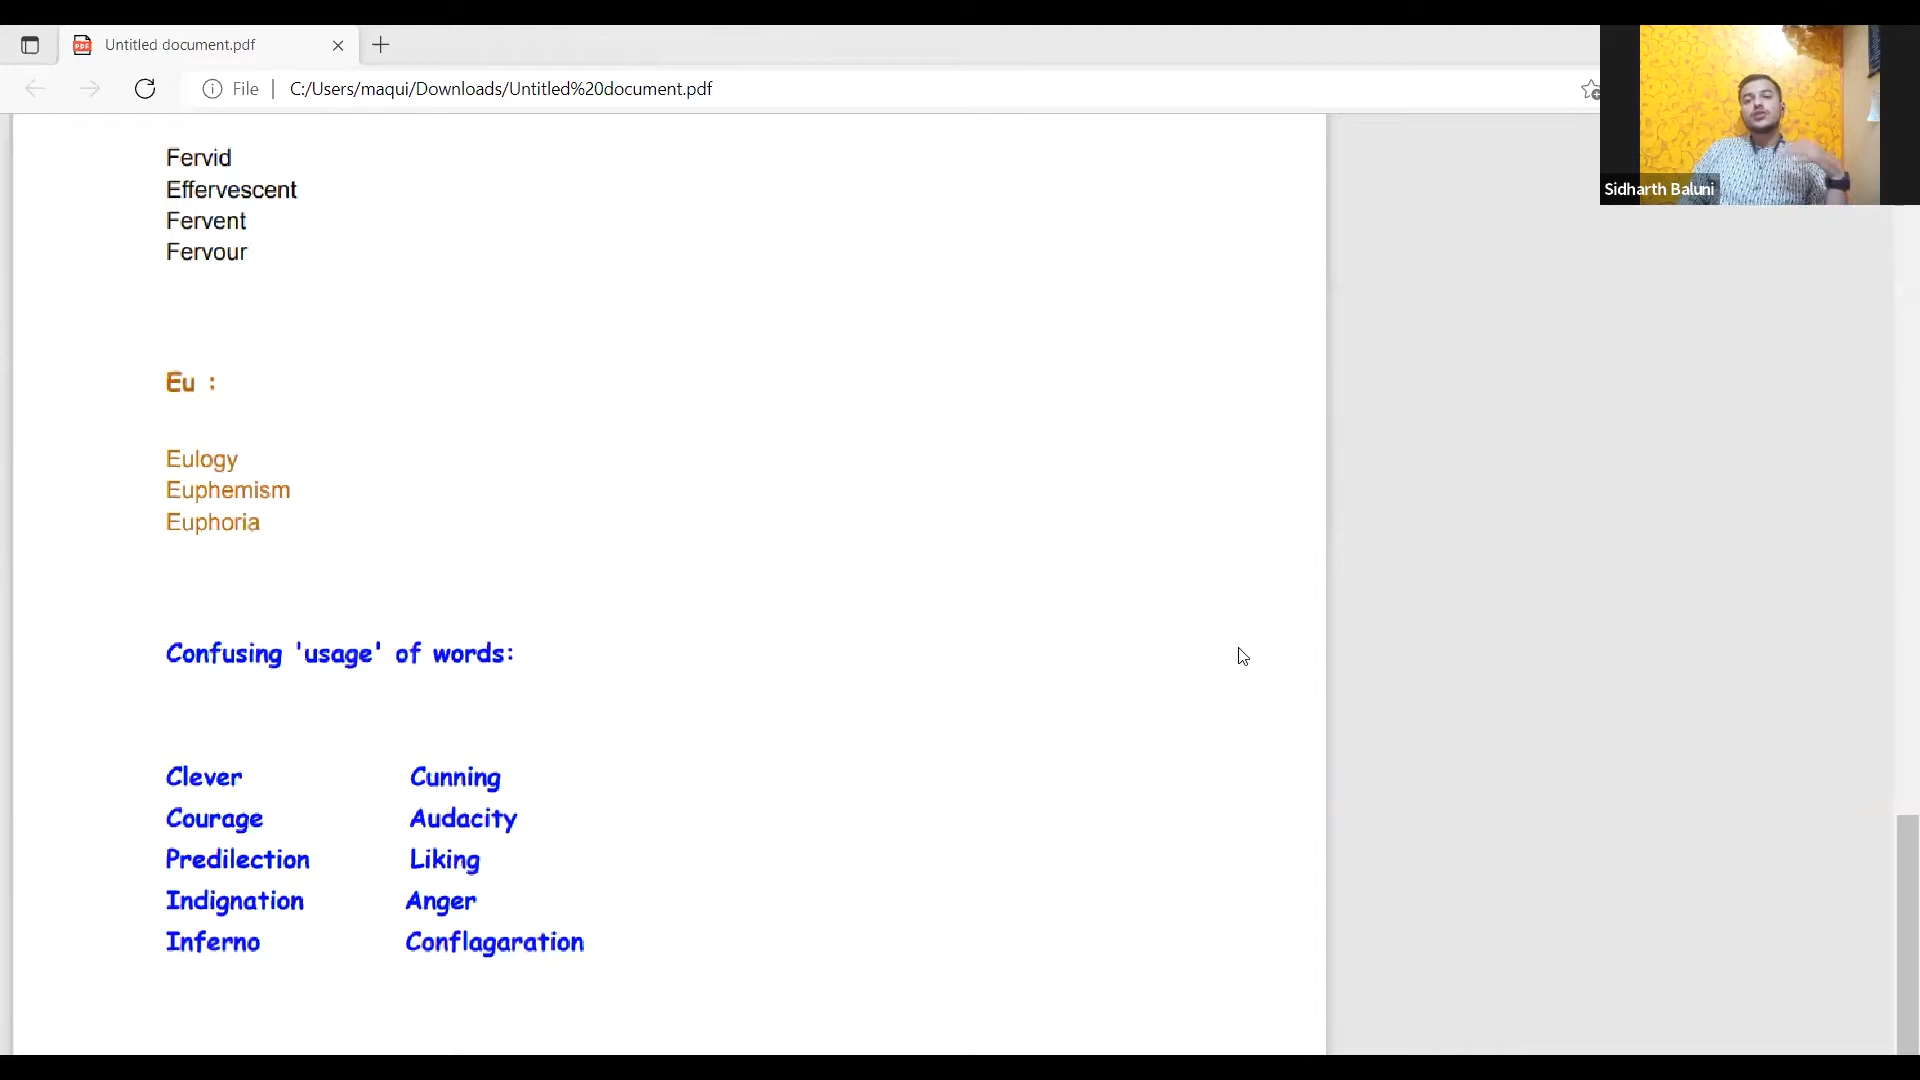 Untitled document.pdf
File | C:/Users/maqui/Downloads/Untitled%20document.pdf
Sidharth Baluni
Fervid
Effervescent
Fervent
Fervour
Eu :
Eulogy
Euphemism
Euphoria
Confusing 'usage' of words:
Clever Cunning
Courage Audacity
Predilection Liking
Indignation Anger
Inferno Conflagaration